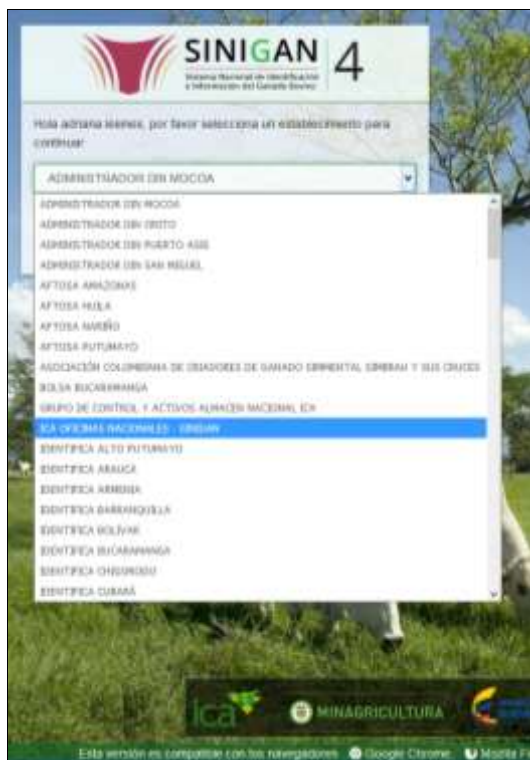 SINIGAN 4
Sistema Nacional de Identificación
e Información del Ganado Bovino
Hola adriana lesmes, por favor selecciona un establecimiento para
continuar:
ADMINISTRADOR DIN MOCOA
ADMINISTRADOR DIN MOCOA
ADMINISTRADOR DIN ORITO
ADMINISTRADOR DIN PUERTO ASIS
ADMINISTRADOR DIN SAN MIGUEL
AFTOSA AMAZONAS
AFTOSA HUILA
AFTOSA NARIÑO
AFTOSA PUTUMAYO
ASOCIACIÓN COLOMBIANA DE CRIADORES DE GANADO SIMMENTAL, SIMBRAH Y SUS CRUCES
BOLSA BUCARAMANGA
GRUPO DE CONTROL Y ACTIVOS ALMACEN NACIONAL ICA
ICA OFICINAS NACIONALES - SINIGAN
IDENTIFICA ALTO PUTUMAYO
IDENTIFICA ARAUCA
IDENTIFICA ARMENIA
IDENTIFICA BARRANQUILLA
IDENTIFICA BOLÍVAR
IDENTIFICA BUCARAMANGA
IDENTIFICA CHIGORODO
IDENTIFICA CUBARÁ
ica MINAGRICULTURA
Esta versión es compatible con los navegadores Google Chrome Mozilla